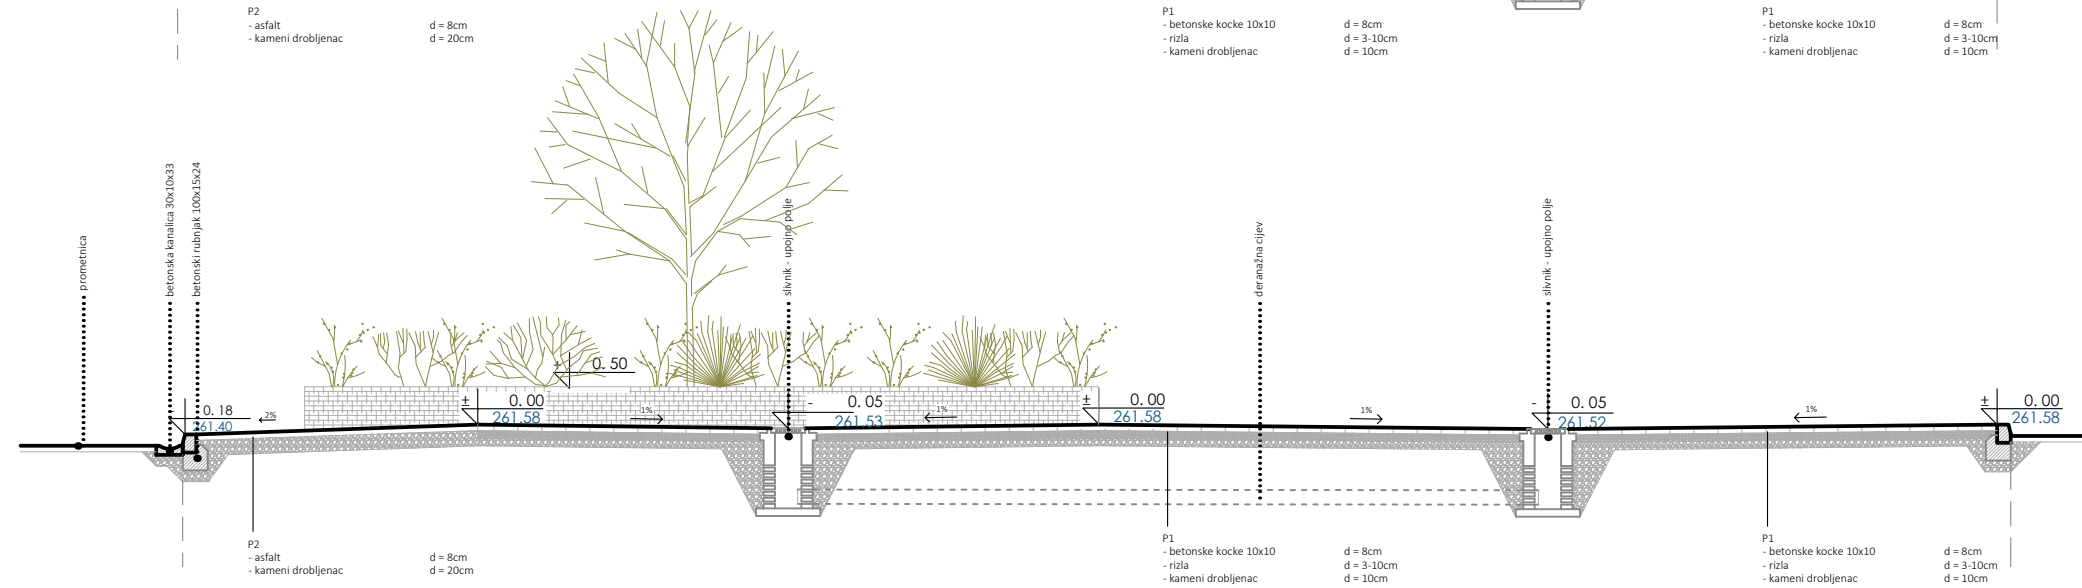 P2
- asfalt d = 8cm
- kameni drobljenac d = 20cm
P1
- betonske kocke 10x10 d = 8cm
- rizla d = 3-10cm
- kameni drobljenac d = 10cm
P1
- betonske kocke 10x10 d = 8cm
- rizla d = 3-10cm
- kameni drobljenac d = 10cm
prometnica
betonska kanalica 30x10x33
betonski rubnjak 100x15x24
slivnik - upojno polje
deranažna cijev
slivnik - upojno polje
± 0.50
- 0.18
261.40
2%
± 0.00
261.58
1%
- 0.05
261.53
1%
± 0.00
261.58
1%
- 0.05
261.52
1%
± 0.00
261.58
P2
- asfalt d = 8cm
- kameni drobljenac d = 20cm
P1
- betonske kocke 10x10 d = 8cm
- rizla d = 3-10cm
- kameni drobljenac d = 10cm
P1
- betonske kocke 10x10 d = 8cm
- rizla d = 3-10cm
- kameni drobljenac d = 10cm